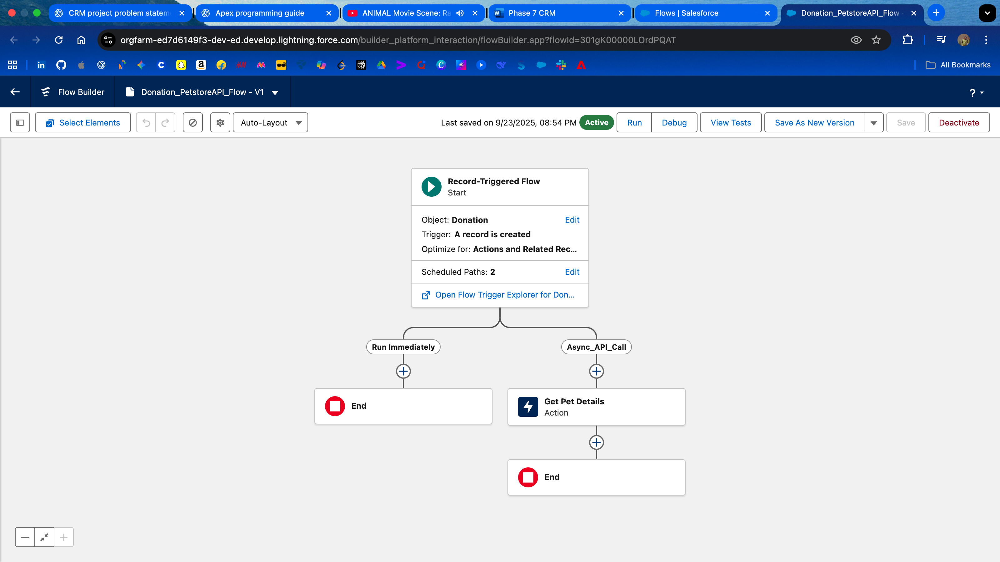 CRM project problem statem
Apex programming guide
ANIMAL Movie Scene: Ra
Phase 7 CRM
Flows | Salesforce
Donation_PetstoreAPI_Flow
orgfarm-ed7d6149f3-dev-ed.develop.lightning.force.com/builder_platform_interaction/flowBuilder.app?flowId=301gK00000LOrdPQAT
All Bookmarks
Flow Builder
Donation_PetstoreAPI_Flow - V1
?
Select Elements
Auto-Layout
Last saved on 9/23/2025, 08:54 PM
Active
Run
Debug
View Tests
Save As New Version
Save
Deactivate
Record-Triggered Flow
Start
Object: Donation
Edit
Trigger: A record is created
Optimize for: Actions and Related Rec...
Scheduled Paths: 2
Edit
Open Flow Trigger Explorer for Don...
Run Immediately
Async_API_Call
End
Get Pet Details
Action
End